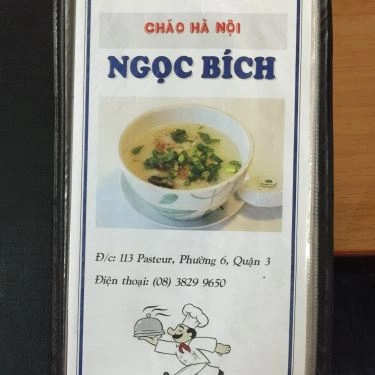 CHÁO HÀ NỘI
NGỌC BÍCH
Đ/c: 113 Pasteur, Phường 6, Quận 3
Điện thoại: (08) 3829 9650